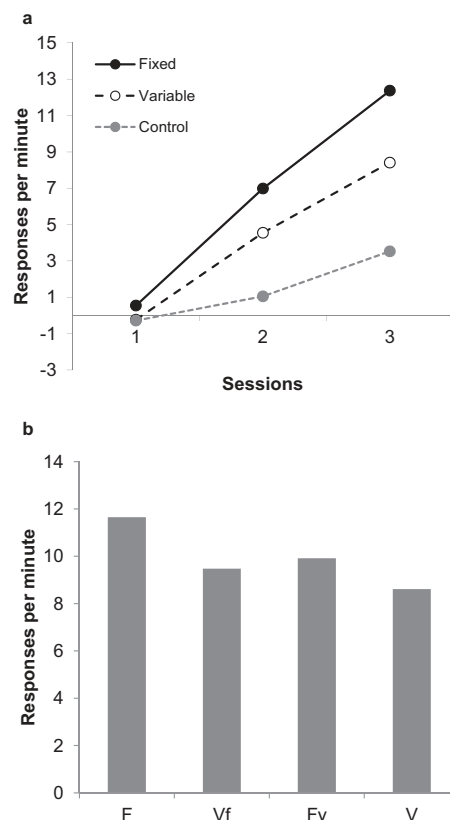 a
15
13
11
9
7
5
3
1
-1
-3
Responses per minute
Fixed
Variable
Control
1 2 3
Sessions
b
14
12
10
8
6
4
2
0
Responses per minute
F Vf Fv V